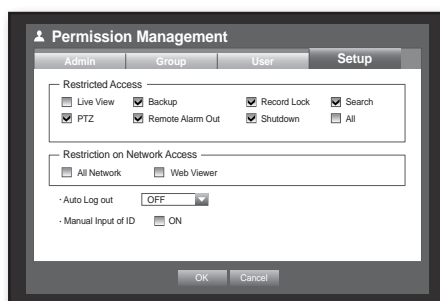 Permission Management
Admin Group User Setup
Restricted Access
Live View Backup Record Lock Search
PTZ Remote Alarm Out Shutdown All
Restriction on Network Access
All Network Web Viewer
· Auto Log out OFF
· Manual Input of ID ON
OK Cancel